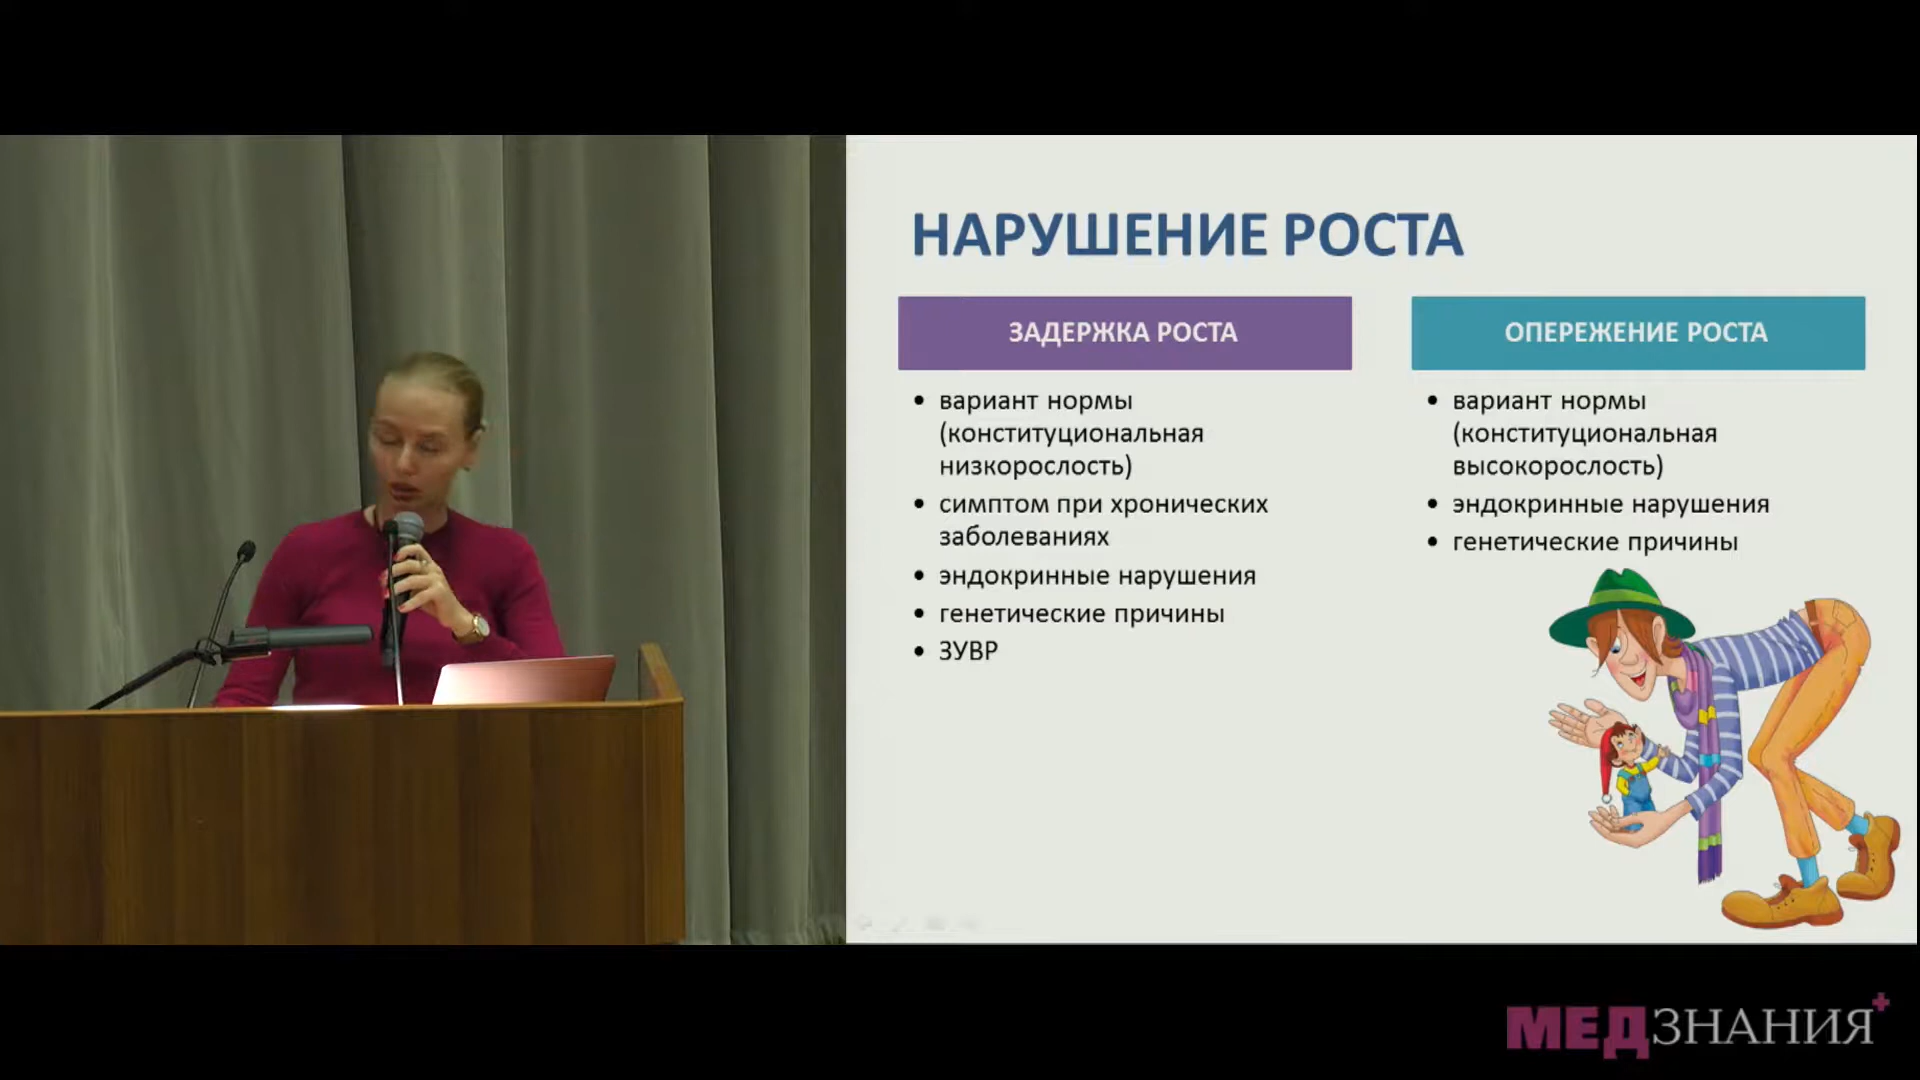 НАРУШЕНИЕ РОСТА
ЗАДЕРЖКА РОСТА
• вариант нормы
(конституциональная
низкорослость)
• симптом при хронических
заболеваниях
• эндокринные нарушения
• генетические причины
• ЗУВР
ОПЕРЕЖЕНИЕ РОСТА
• вариант нормы
(конституциональная
высокорослость)
• эндокринные нарушения
• генетические причины
МЕДЗНАНИЯ+